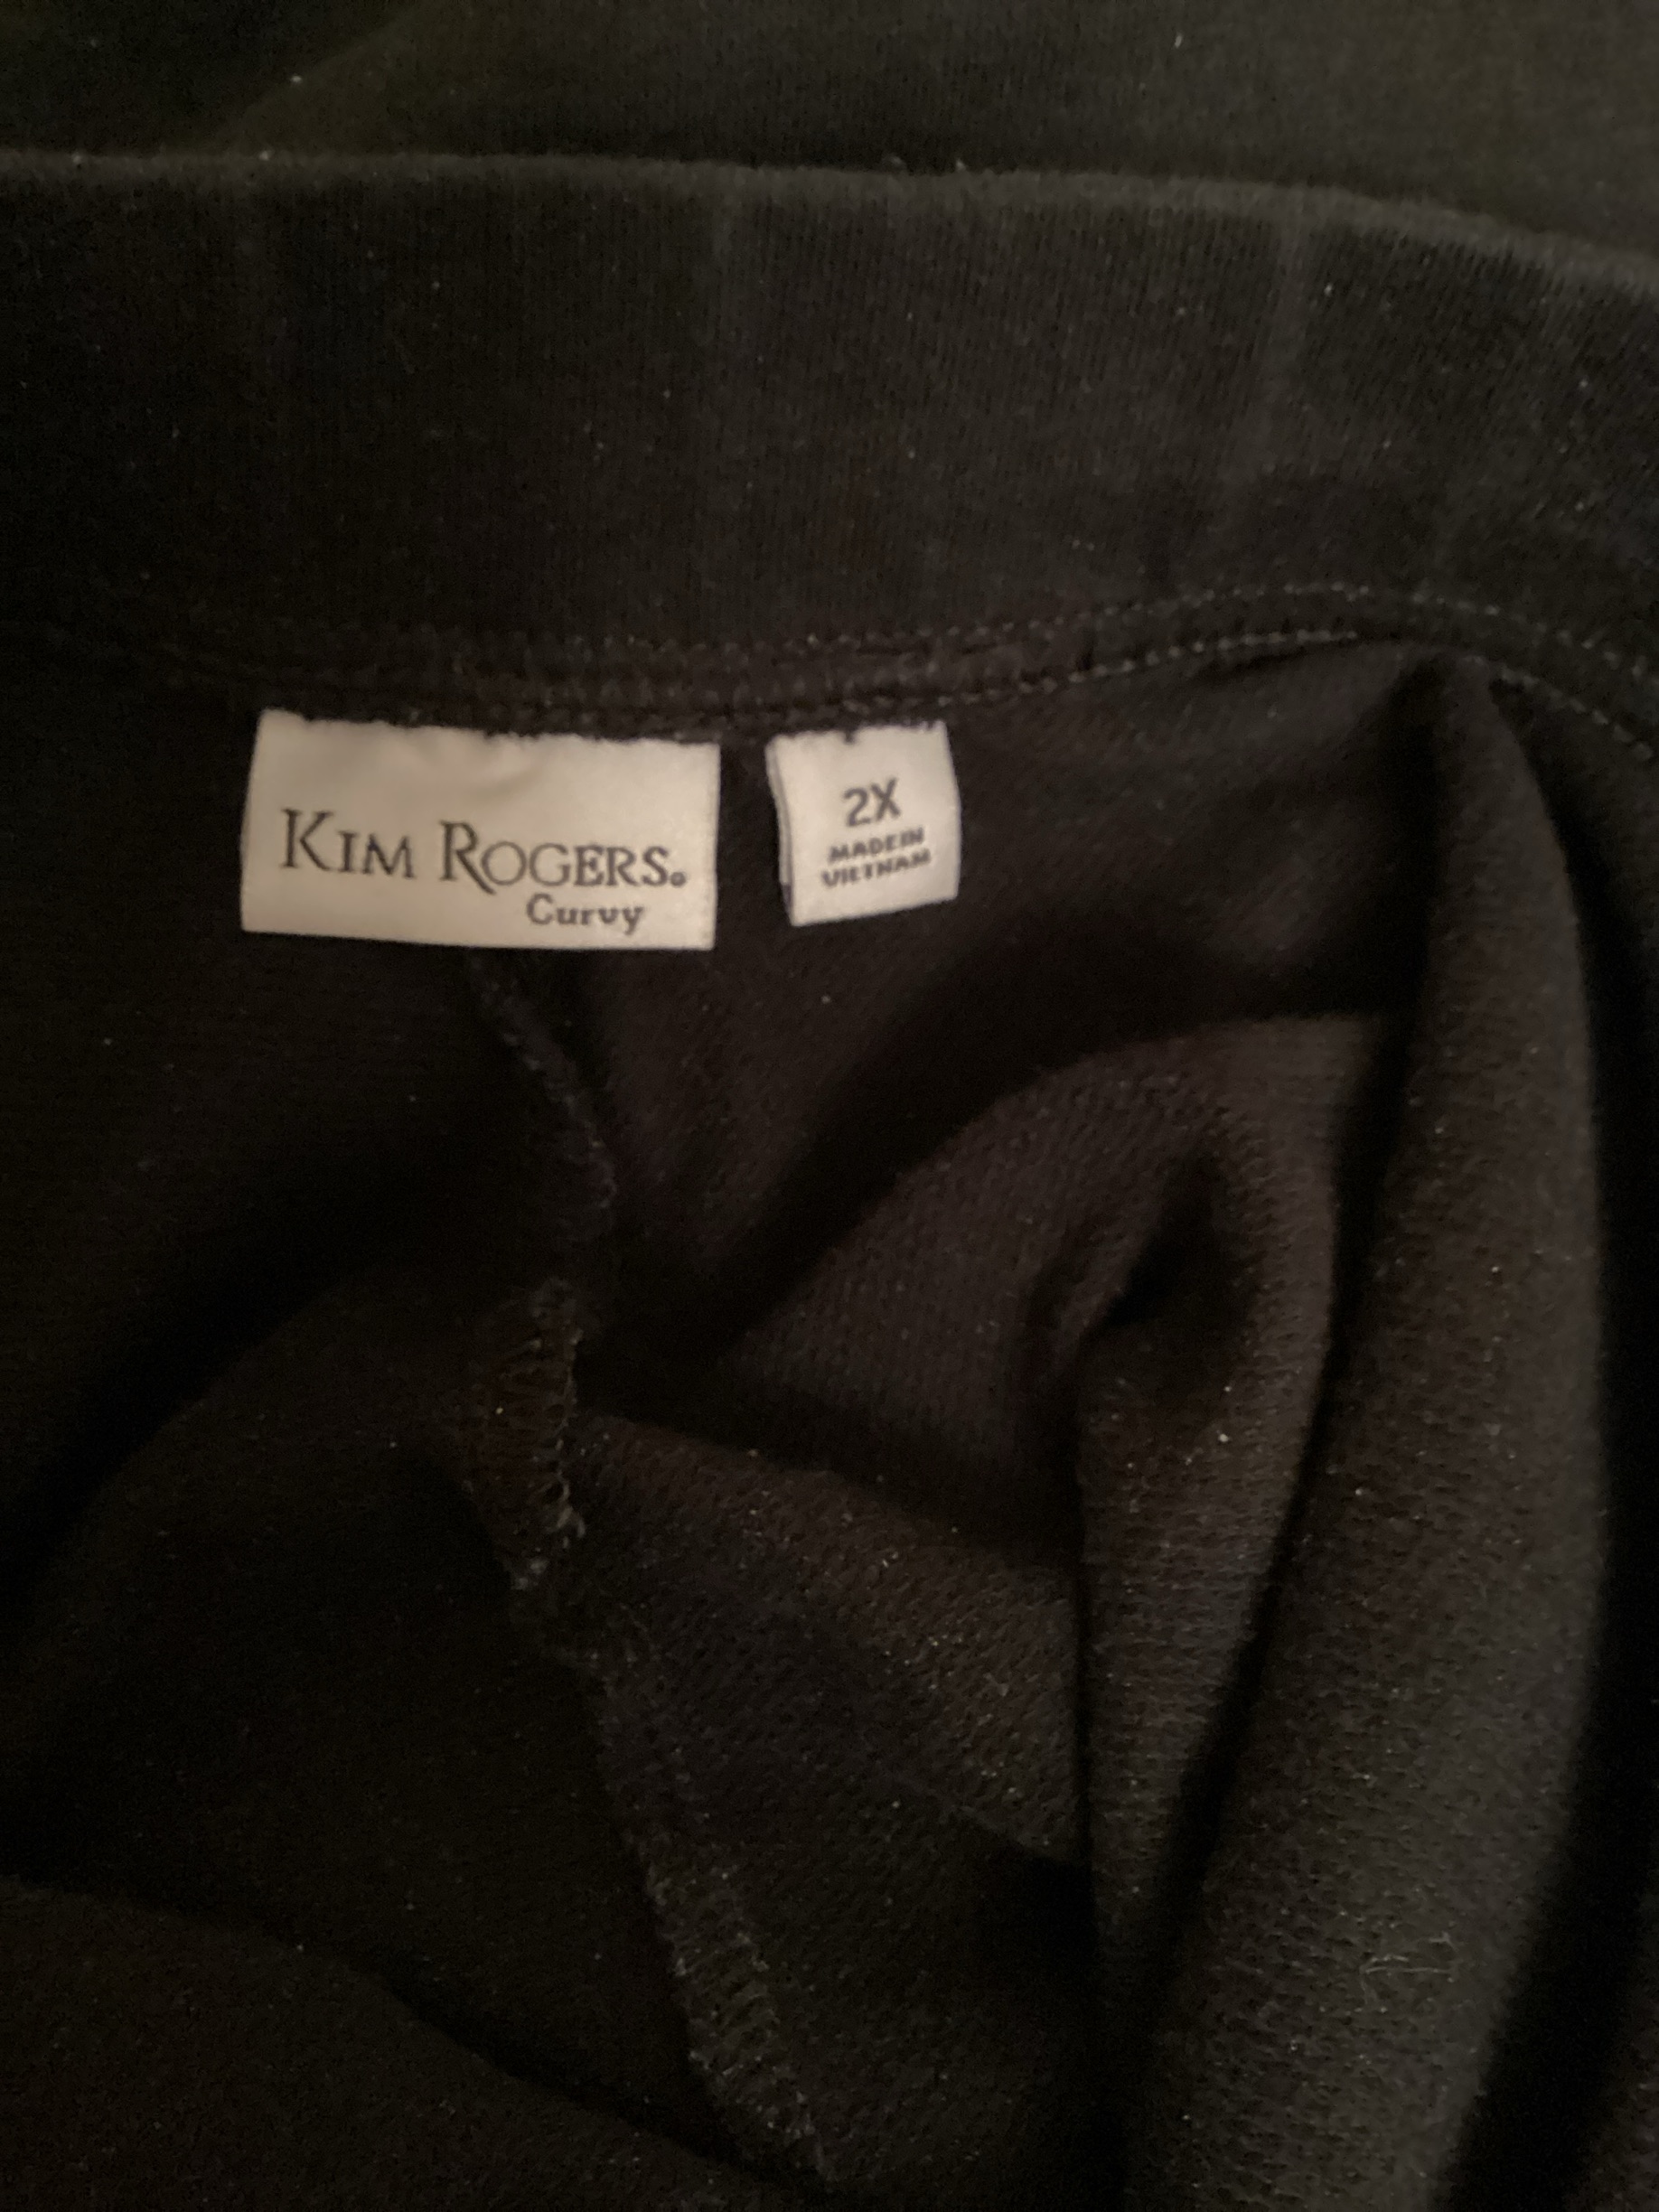 KIM ROGERS®
Curvy
2X
MADE IN
VIETNAM